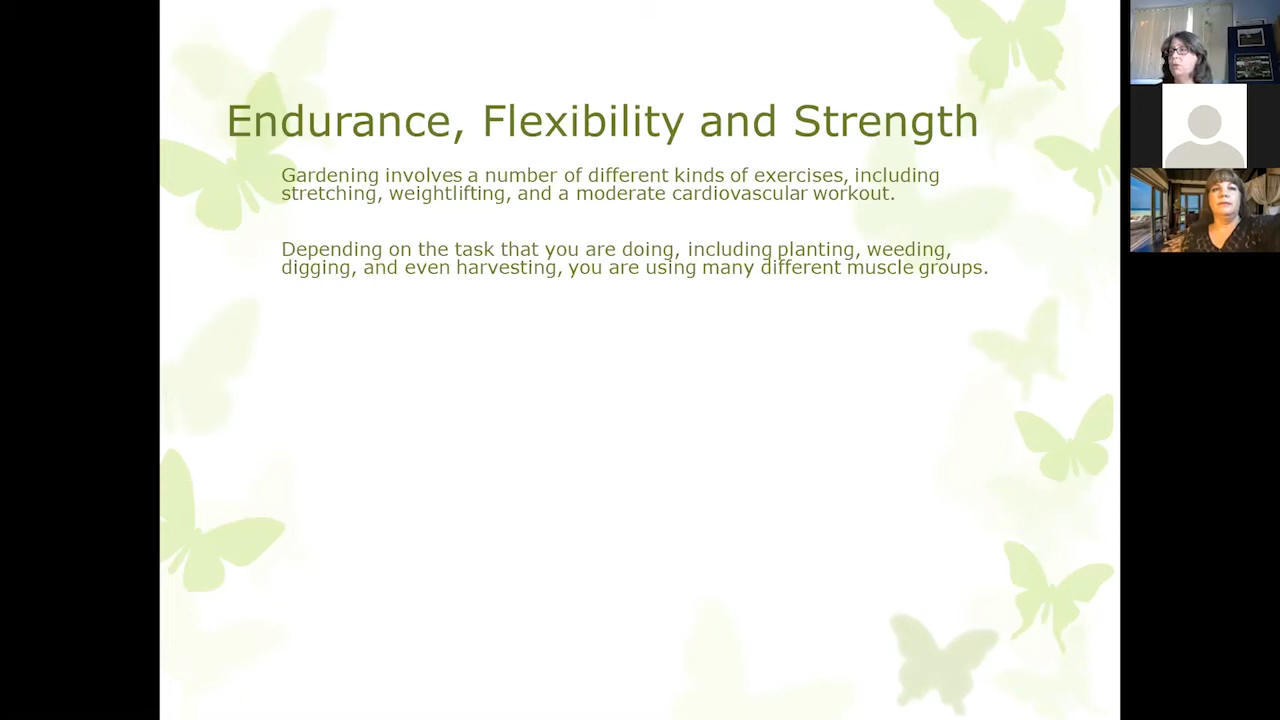 Endurance, Flexibility and Strength
Gardening involves a number of different kinds of exercises, including
stretching, weightlifting, and a moderate cardiovascular workout.
Depending on the task that you are doing, including planting, weeding,
digging, and even harvesting, you are using many different muscle groups.